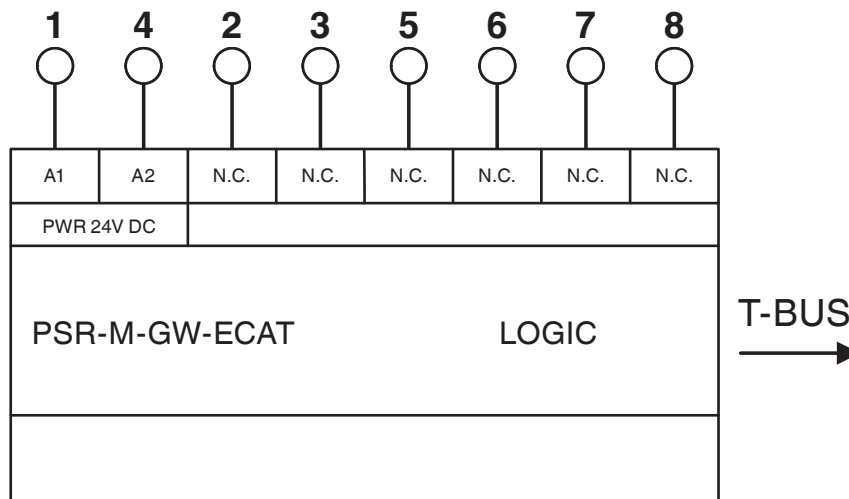 1 4 2 3 5 6 7 8
A1 A2 N.C. N.C. N.C. N.C. N.C. N.C.
PWR 24V DC
PSR-M-GW-ECAT LOGIC
T-BUS